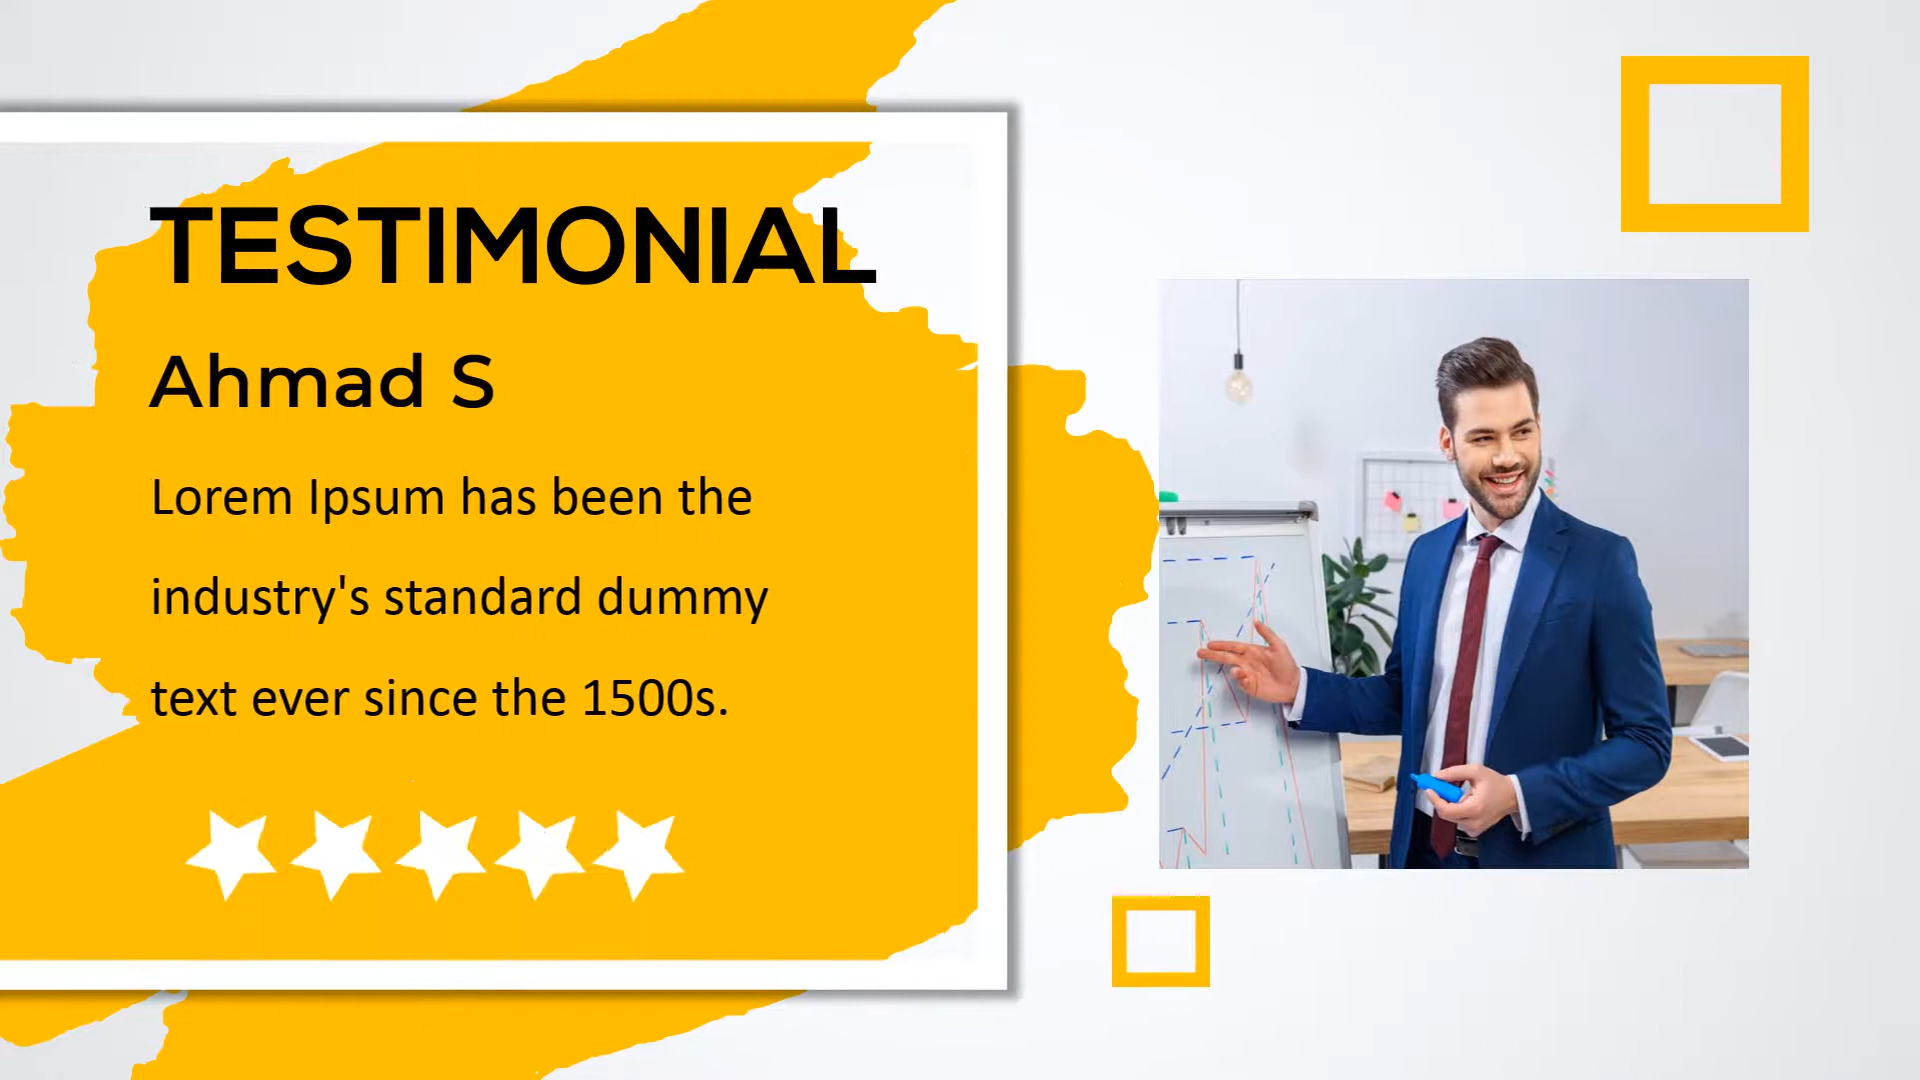 TESTIMONIAL
Ahmad S
Lorem Ipsum has been the
industry's standard dummy
text ever since the 1500s.